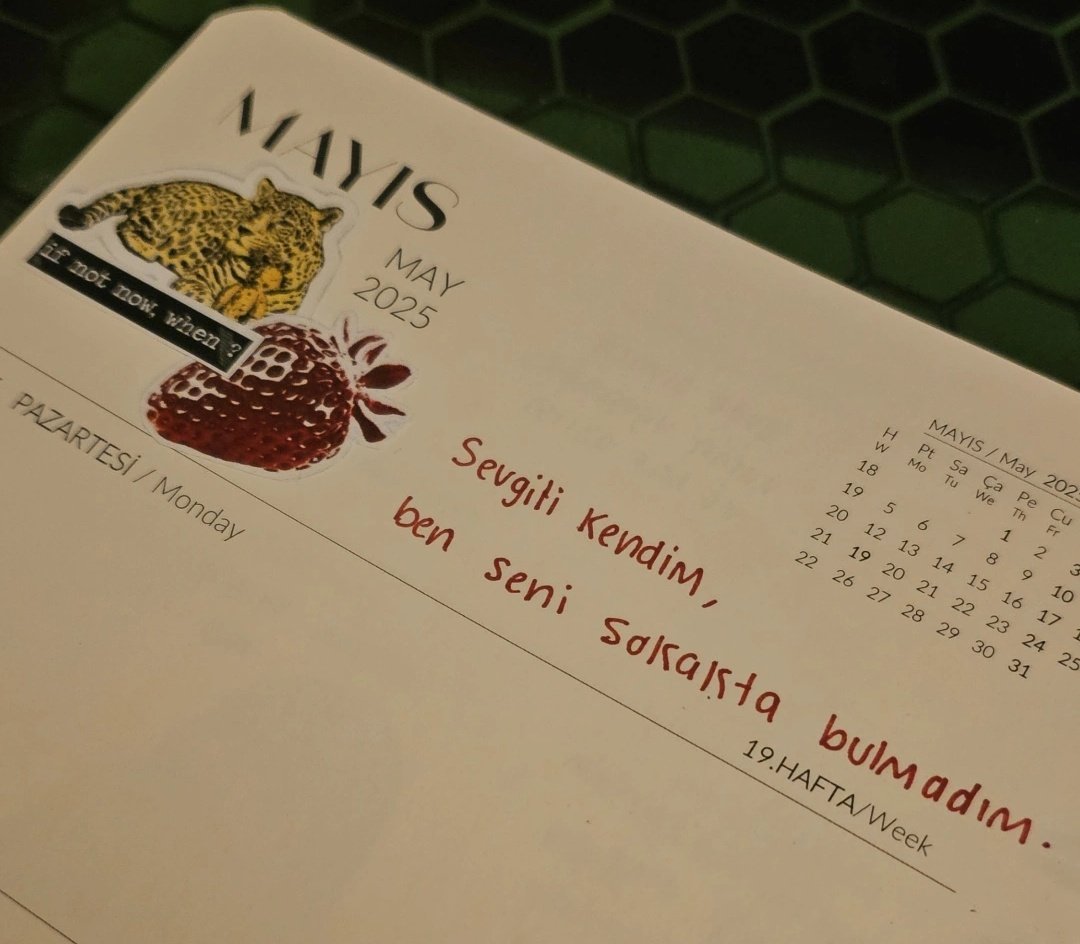 MAYIS
MAY
2025
if not now, when ?
PAZARTESİ / Monday
Sevgili Kendim,
ben seni sokakta bulmadım.
19.HAFTA/Week
MAYIS / May 202
H Pt Sa Ça Pe Cu
W Mo Tu We Th Fr
18 1 2 3
19 5 6 7 8 9 10
20 12 13 14 15 16 17
21 19 20 21 22 23 24 25
22 26 27 28 29 30 31